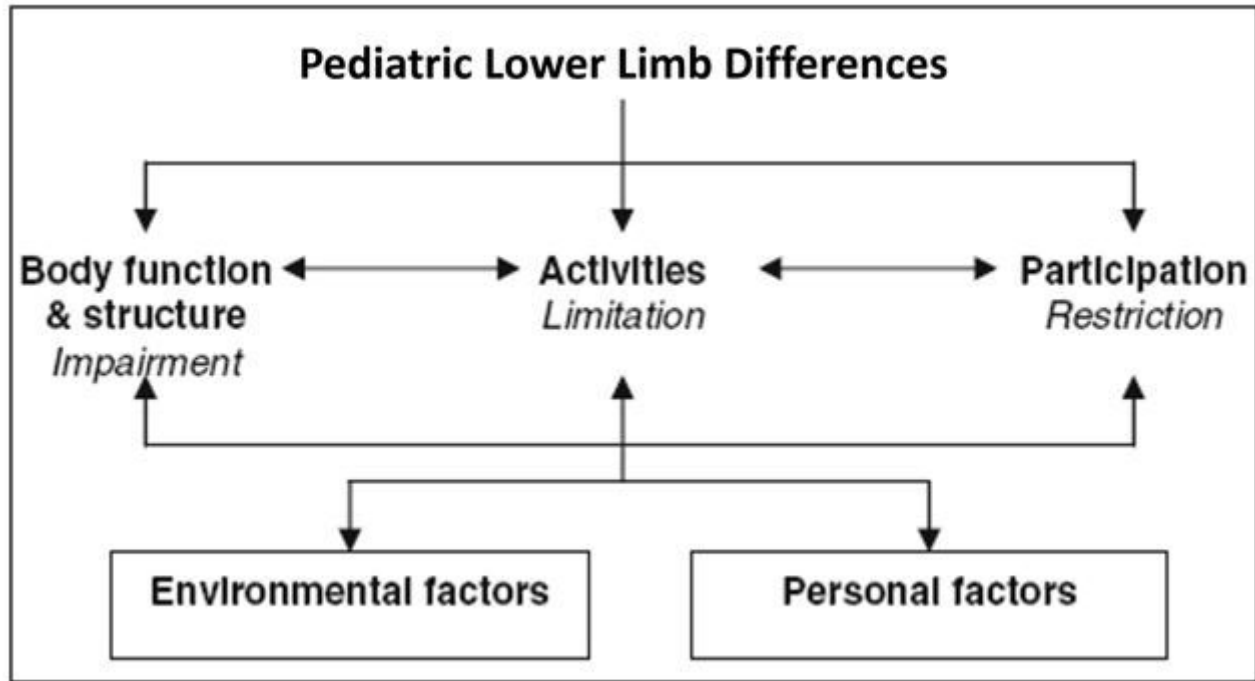 Pediatric Lower Limb Differences
Body function
& structure
Impairment
Activities
Limitation
Participation
Restriction
Environmental factors
Personal factors